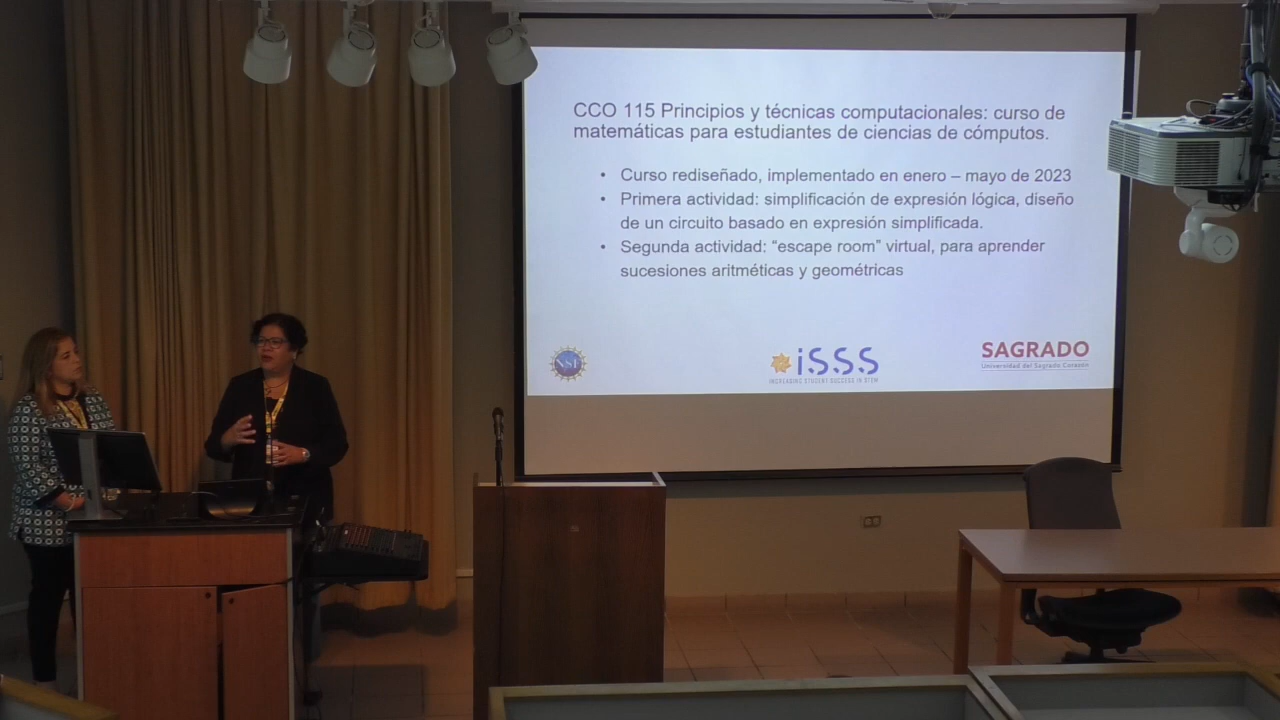 CCO 115 Principios y técnicas computacionales: curso de
matemáticas para estudiantes de ciencias de cómputos.
• Curso rediseñado, implementado en enero – mayo de 2023
• Primera actividad: simplificación de expresión lógica, diseño
de un circuito basado en expresión simplificada.
• Segunda actividad: “escape room” virtual, para aprender
sucesiones aritméticas y geométricas
NSF
iSSS
INCREASING STUDENT SUCCESS IN STEM
SAGRADO
Universidad del Sagrado Corazón